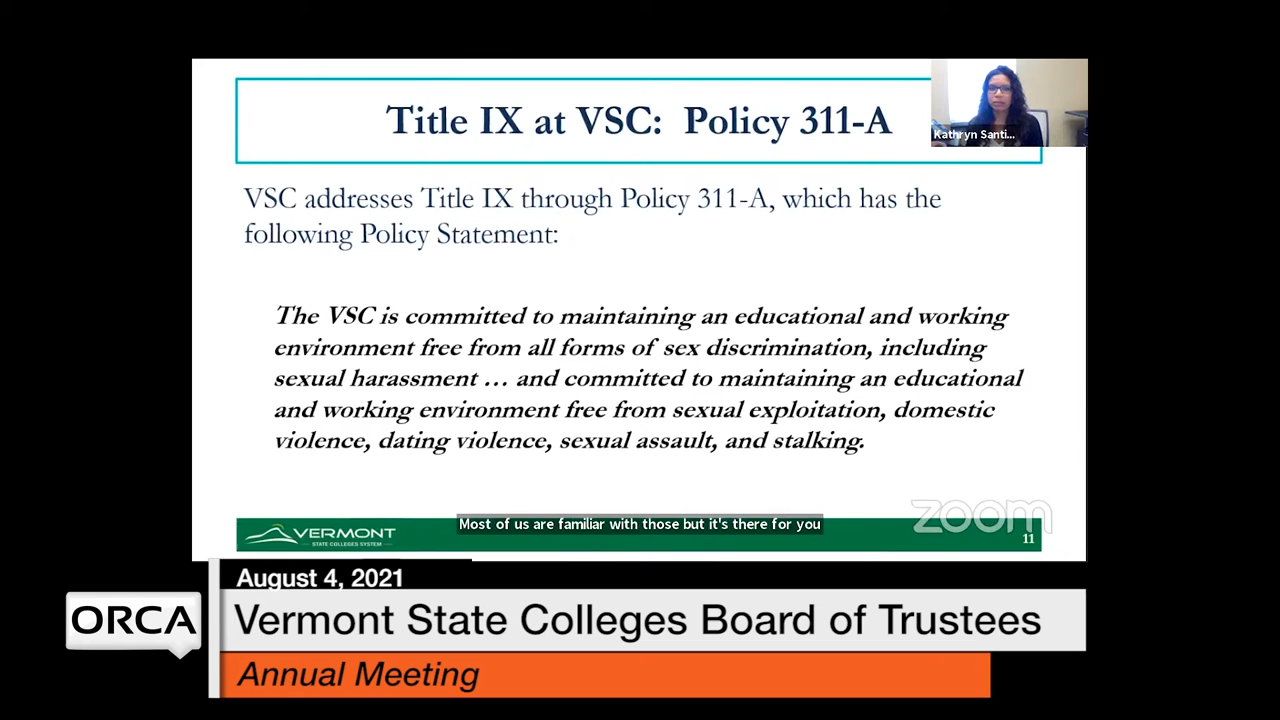 Title IX at VSC: Policy 311-A
Kathryn Santi...
VSC addresses Title IX through Policy 311-A, which has the
following Policy Statement:
The VSC is committed to maintaining an educational and working
environment free from all forms of sex discrimination, including
sexual harassment … and committed to maintaining an educational
and working environment free from sexual exploitation, domestic
violence, dating violence, sexual assault, and stalking.
zoom
VERMONT
STATE COLLEGES SYSTEM
Most of us are familiar with those but it's there for you
11
August 4, 2021
ORCA
Vermont State Colleges Board of Trustees
Annual Meeting